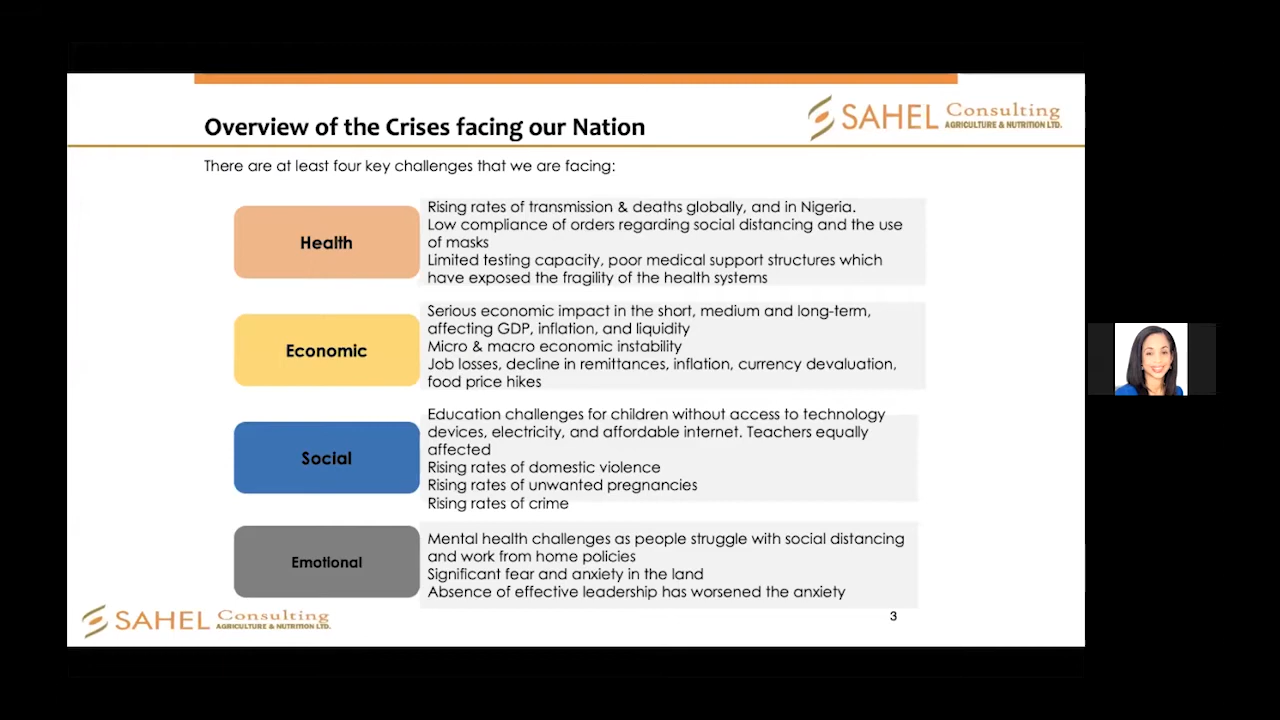 SAHEL Consulting
AGRICULTURE & NUTRITION LTD.
Overview of the Crises facing our Nation
There are at least four key challenges that we are facing:
Health
Rising rates of transmission & deaths globally, and in Nigeria.
Low compliance of orders regarding social distancing and the use
of masks
Limited testing capacity, poor medical support structures which
have exposed the fragility of the health systems
Economic
Serious economic impact in the short, medium and long-term,
affecting GDP, inflation, and liquidity
Micro & macro economic instability
Job losses, decline in remittances, inflation, currency devaluation,
food price hikes
Social
Education challenges for children without access to technology
devices, electricity, and affordable internet. Teachers equally
affected
Rising rates of domestic violence
Rising rates of unwanted pregnancies
Rising rates of crime
Emotional
Mental health challenges as people struggle with social distancing
and work from home policies
Significant fear and anxiety in the land
Absence of effective leadership has worsened the anxiety
SAHEL Consulting
AGRICULTURE & NUTRITION LTD.
3